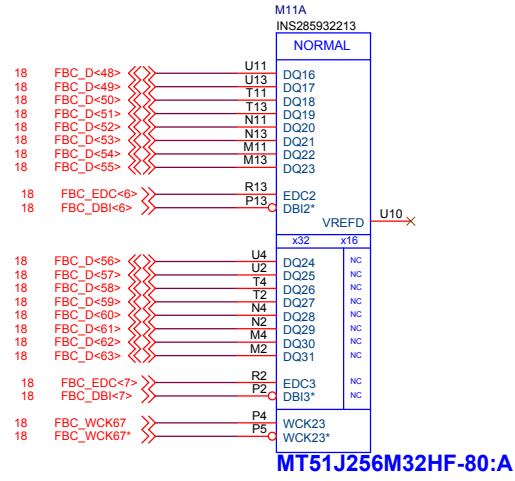 M11A
INS285932213
NORMAL
18 FBC_D<48> U11 DQ16
18 FBC_D<49> U13 DQ17
18 FBC_D<50> T11 DQ18
18 FBC_D<51> T13 DQ19
18 FBC_D<52> N11 DQ20
18 FBC_D<53> N13 DQ21
18 FBC_D<54> M11 DQ22
18 FBC_D<55> M13 DQ23
18 FBC_EDC<6> R13 EDC2
18 FBC_DBI<6> P13 DBI2*
VREFD U10
x32 x16
18 FBC_D<56> U4 DQ24 NC
18 FBC_D<57> U2 DQ25 NC
18 FBC_D<58> T4 DQ26 NC
18 FBC_D<59> T2 DQ27 NC
18 FBC_D<60> N4 DQ28 NC
18 FBC_D<61> N2 DQ29 NC
18 FBC_D<62> M4 DQ30 NC
18 FBC_D<63> M2 DQ31 NC
18 FBC_EDC<7> R2 EDC3 NC
18 FBC_DBI<7> P2 DBI3* NC
18 FBC_WCK67 P4 WCK23
18 FBC_WCK67* P5 WCK23*
MT51J256M32HF-80:A